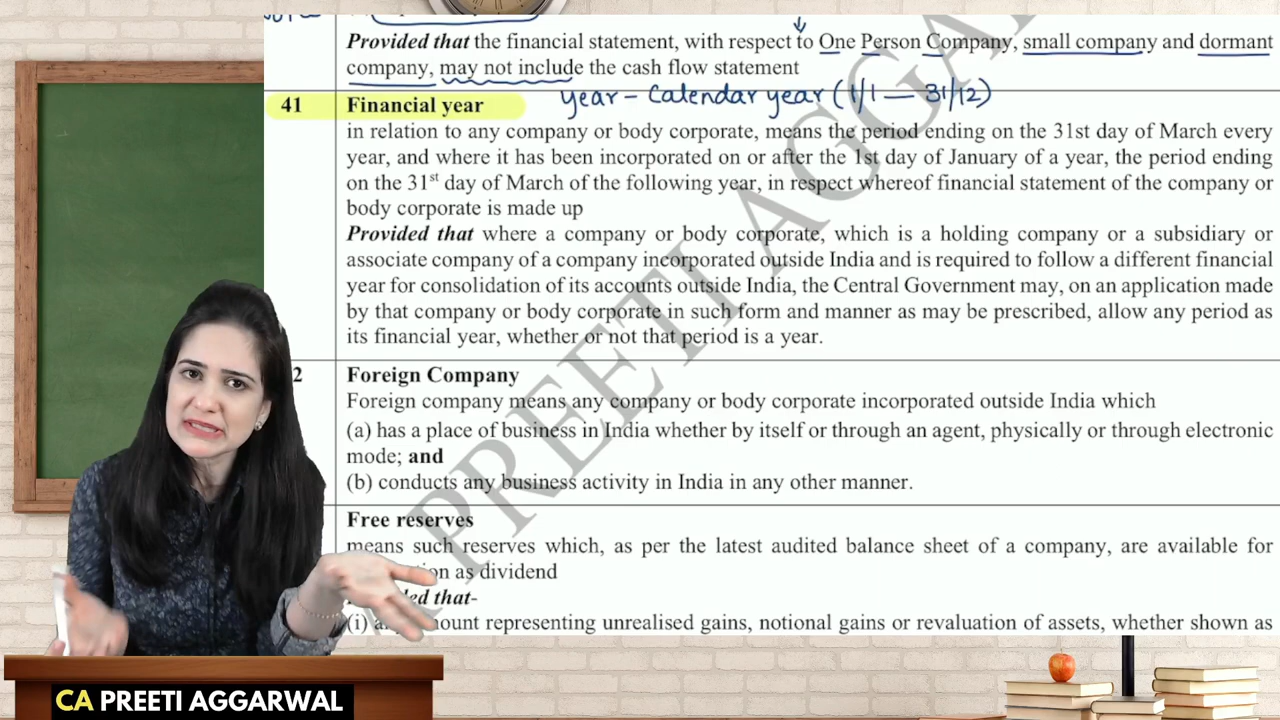 Provided that the financial statement, with respect to One Person Company, small company and dormant
company, may not include the cash flow statement
year - Calendar year (1/1 — 31/12)
41 Financial year
in relation to any company or body corporate, means the period ending on the 31st day of March every
year, and where it has been incorporated on or after the 1st day of January of a year, the period ending
on the 31st day of March of the following year, in respect whereof financial statement of the company or
body corporate is made up
Provided that where a company or body corporate, which is a holding company or a subsidiary or
associate company of a company incorporated outside India and is required to follow a different financial
year for consolidation of its accounts outside India, the Central Government may, on an application made
by that company or body corporate in such form and manner as may be prescribed, allow any period as
its financial year, whether or not that period is a year.
2 Foreign Company
Foreign company means any company or body corporate incorporated outside India which
(a) has a place of business in India whether by itself or through an agent, physically or through electronic
mode; and
(b) conducts any business activity in India in any other manner.
Free reserves
means such reserves which, as per the latest audited balance sheet of a company, are available for
as dividend
that-
(i) amount representing unrealised gains, notional gains or revaluation of assets, whether shown as
PREETI AGGA
CA PREETI AGGARWAL